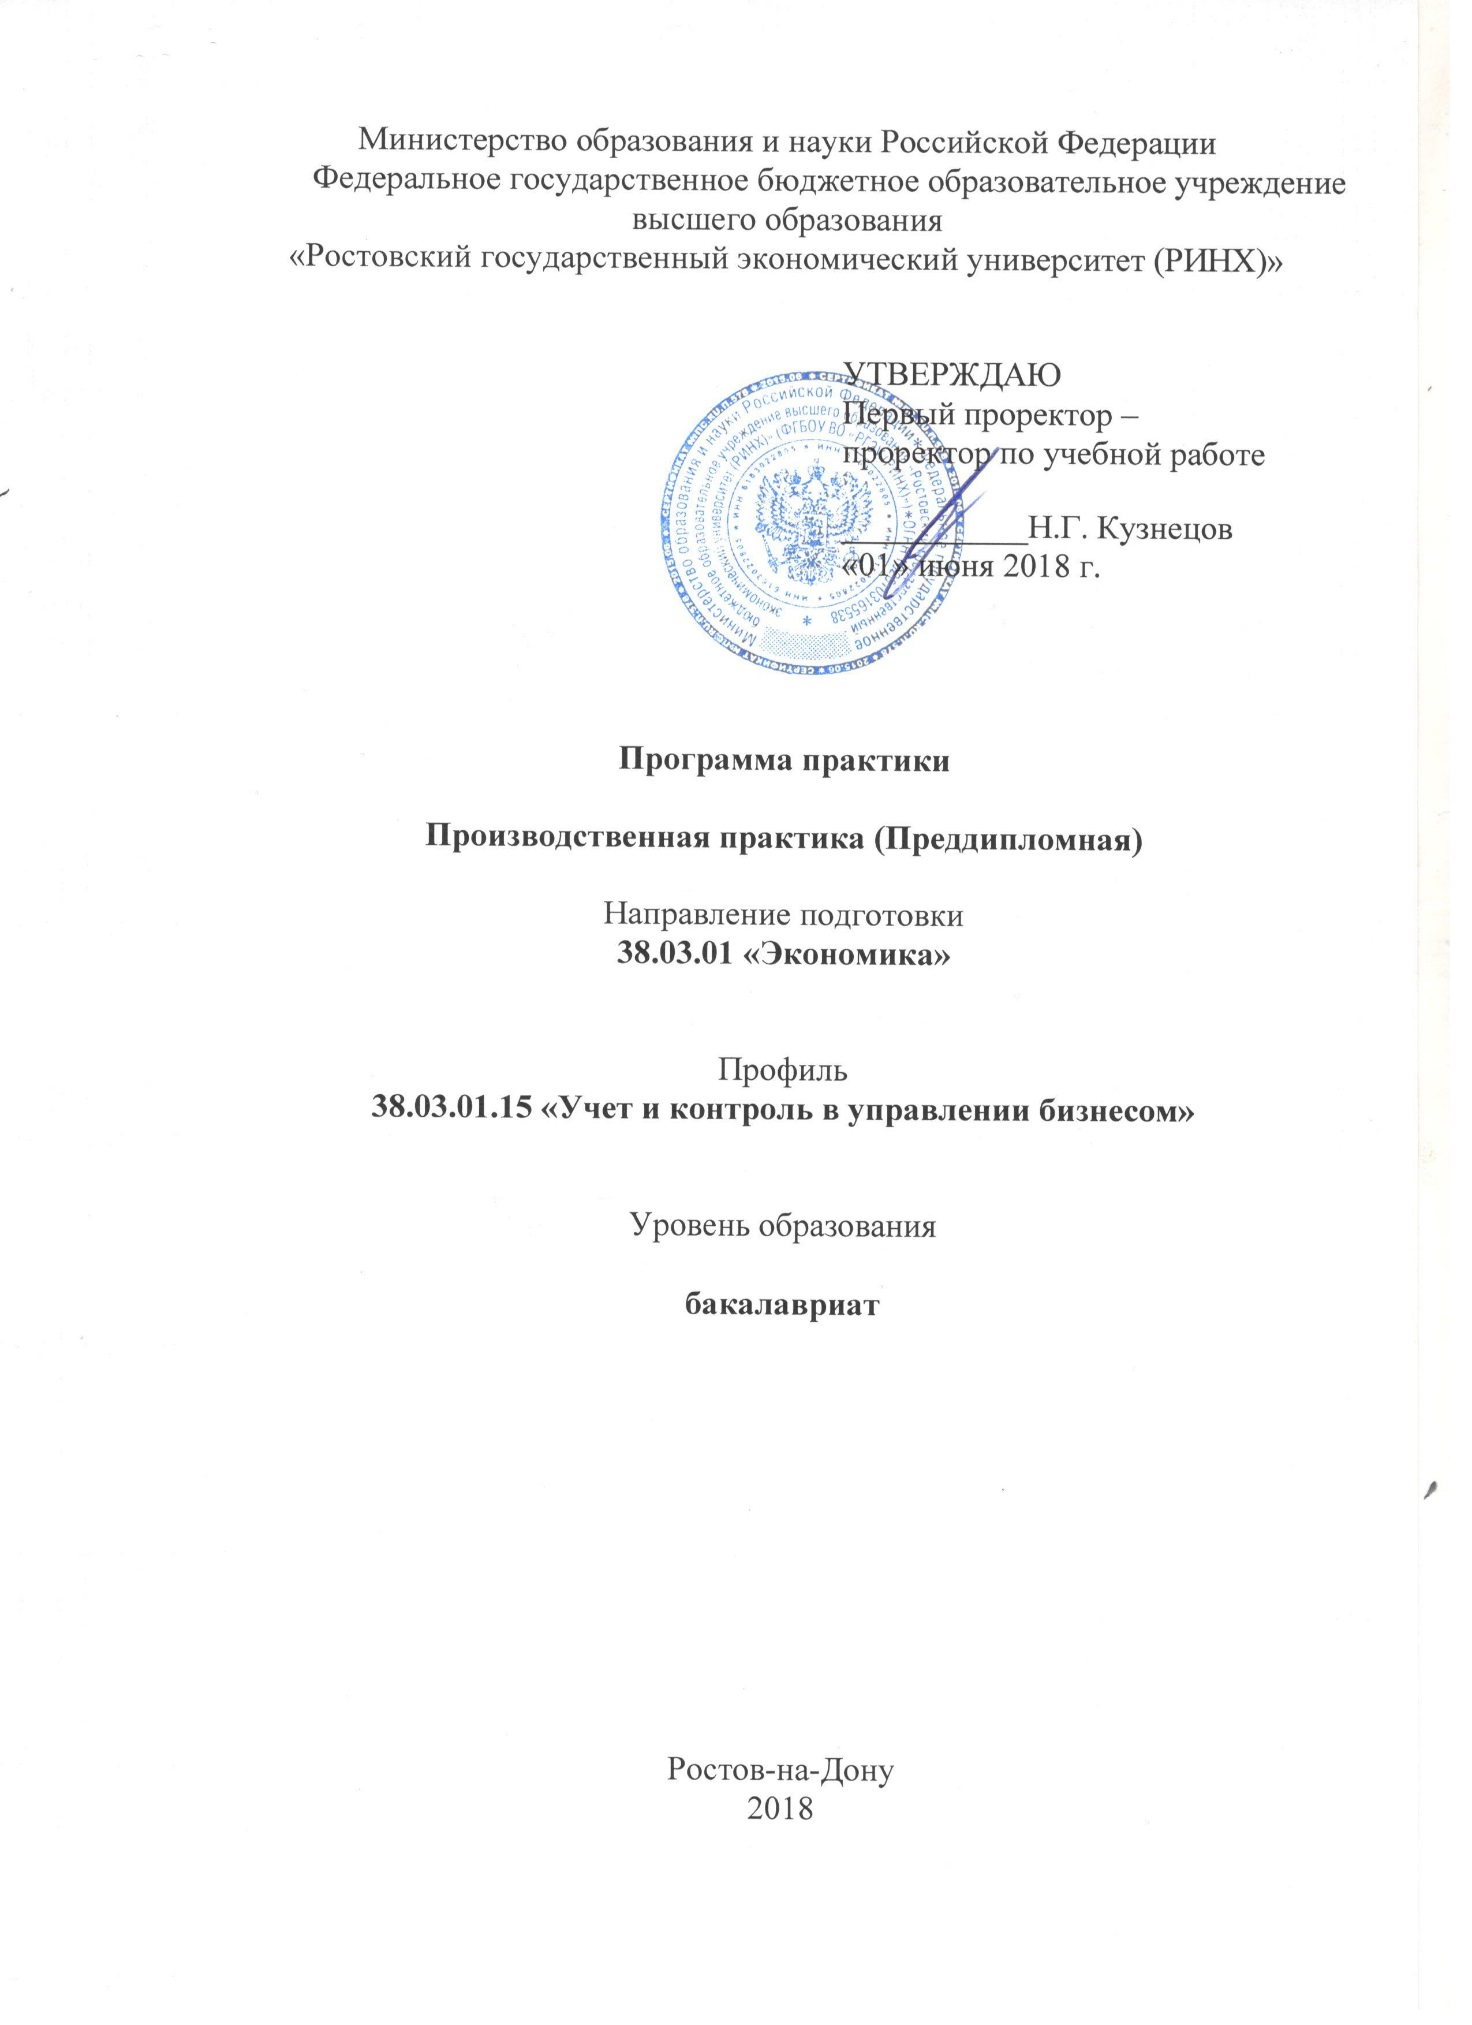 Министерство образования и науки Российской Федерации
Федеральное государственное бюджетное образовательное учреждение
высшего образования
«Ростовский государственный экономический университет (РИНХ)»
УТВЕРЖДАЮ
Первый проректор –
проректор по учебной работе
____________Н.Г. Кузнецов
«01» июня 2018 г.
Программа практики
Производственная практика (Преддипломная)
Направление подготовки
38.03.01 «Экономика»
Профиль
38.03.01.15 «Учет и контроль в управлении бизнесом»
Уровень образования
бакалавриат
Ростов-на-Дону
2018